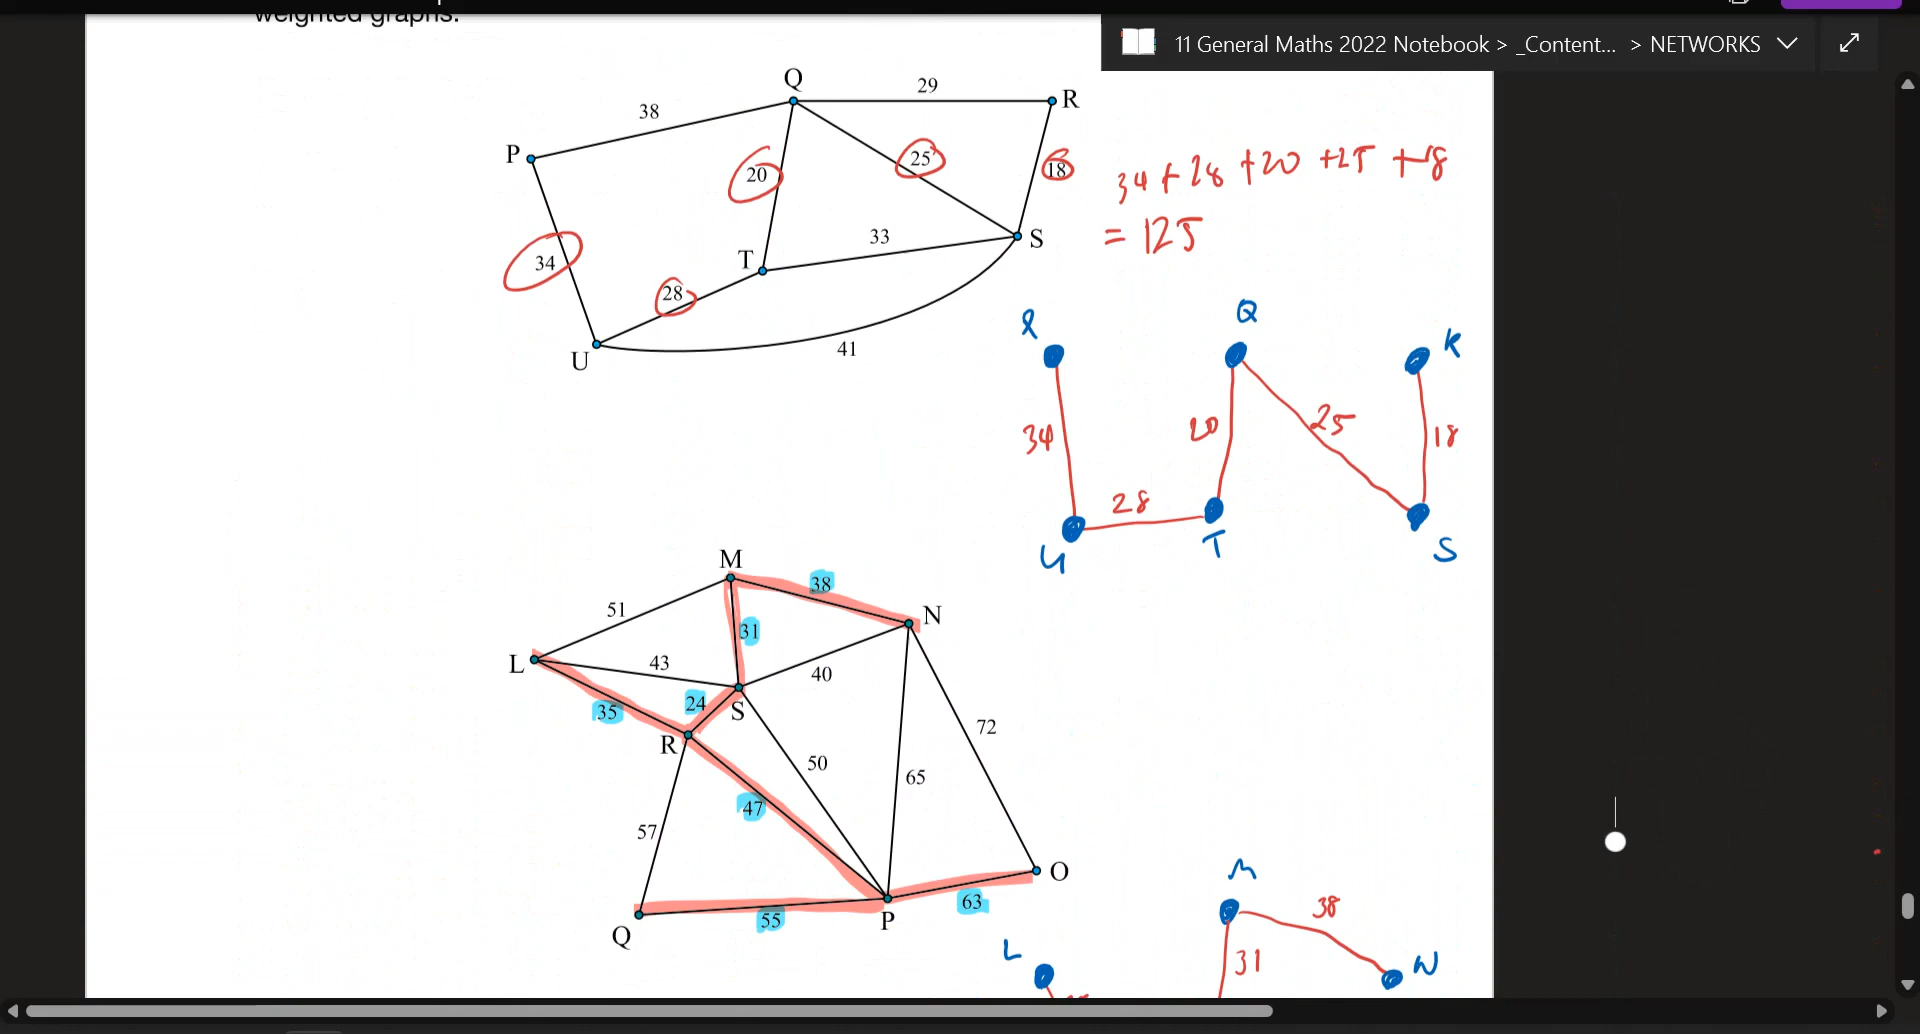 weighted graphs.
11 General Maths 2022 Notebook > _Content... > NETWORKS
Q
29
R
38
P
20
25
18
34 + 28 + 20 + 25 + 18
= 125
34
T
33
S
28
U
41
Q
R
34
20
25
18
28
U
T
S
M
38
N
51
31
L
43
40
35
24
S
R
72
50
65
47
57
O
63
55
P
Q
M
38
L
31
N